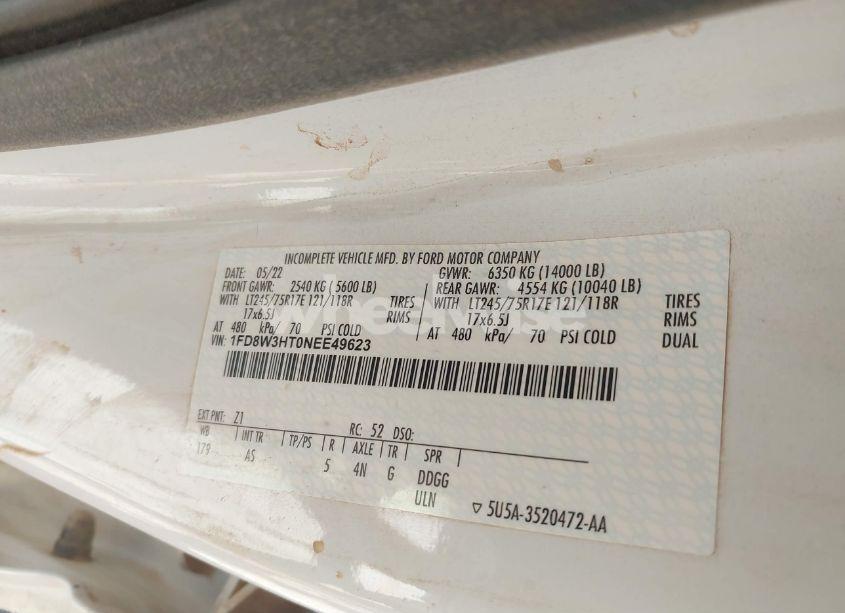 INCOMPLETE VEHICLE MFD. BY FORD MOTOR COMPANY
DATE: 05/22 GVWR: 6350 KG (14000 LB)
FRONT GAWR: 2540 KG ( 5600 LB) REAR GAWR: 4554 KG (10040 LB)
WITH LT245/75R17E 121/118R TIRES WITH LT245/75R17E 121/118R TIRES
17x6.5J RIMS 17x6.5J RIMS
AT 480 kPa/ 70 PSI COLD AT 480 kPa/ 70 PSI COLD DUAL
VIN: 1FD8W3HT0NEE49623
wheelwise
EXT PNT: Z1 RC: 52 DSO:
WB INT TR TP/PS R AXLE TR SPR
179 AS 5 4N G DDGG
ULN
5U5A-3520472-AA